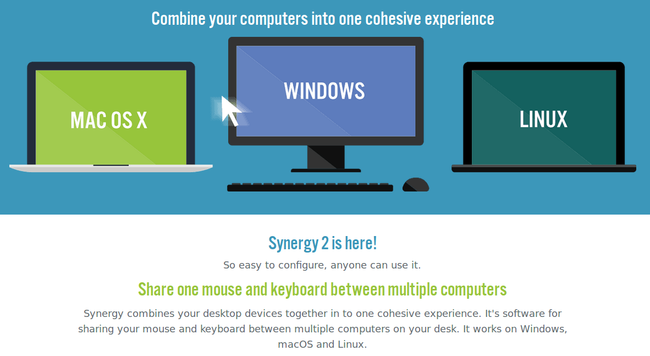 Combine your computers into one cohesive experience
MAC OS X
WINDOWS
LINUX
Synergy 2 is here!
So easy to configure, anyone can use it.
Share one mouse and keyboard between multiple computers
Synergy combines your desktop devices together in to one cohesive experience. It's software for
sharing your mouse and keyboard between multiple computers on your desk. It works on Windows,
macOS and Linux.